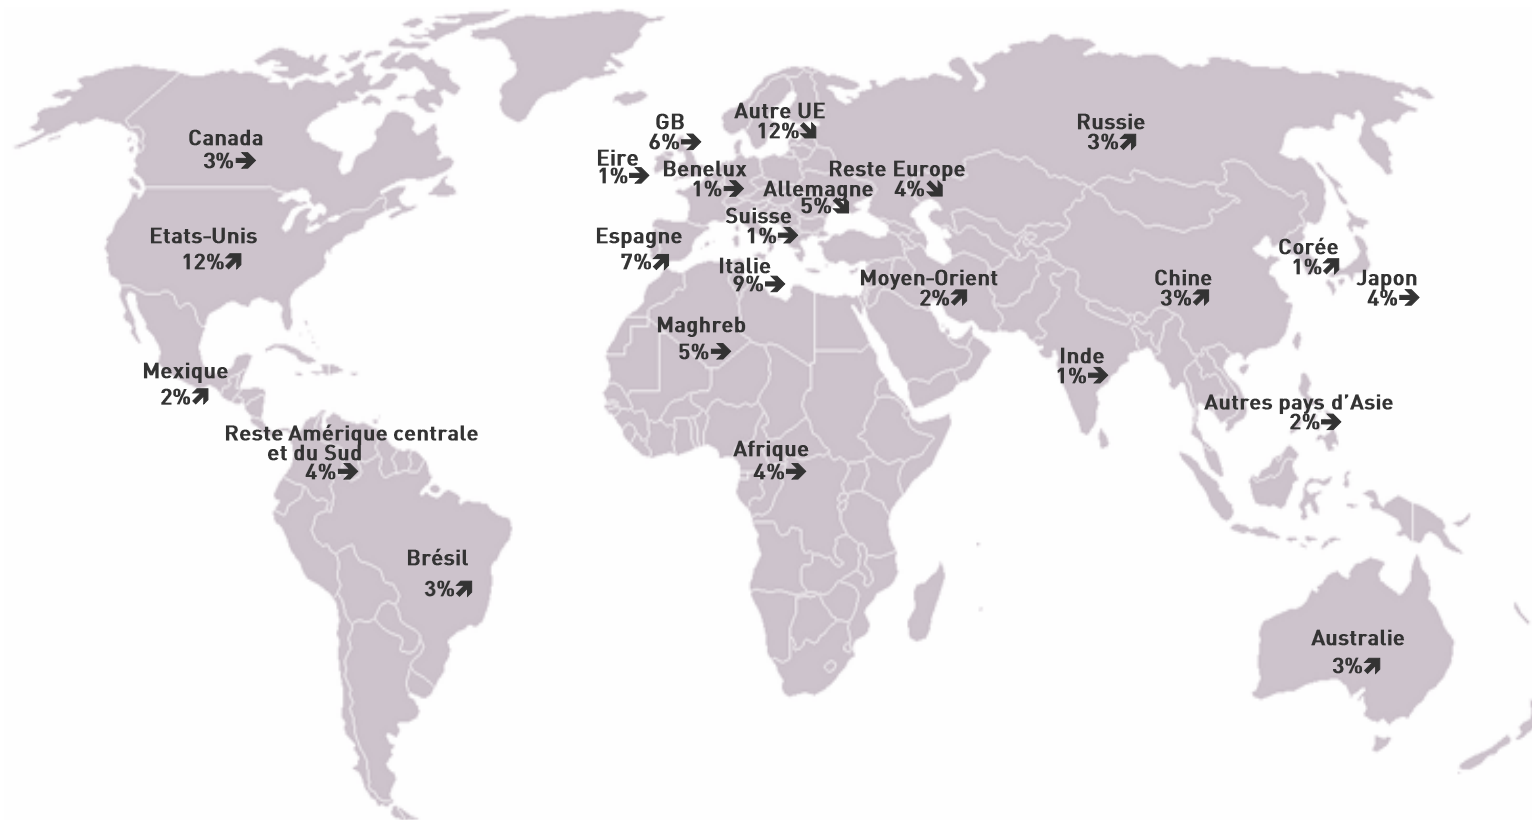 Canada
3%➔
Etats-Unis
12%⬈
Mexique
2%⬈
Reste Amérique centrale
et du Sud
4%➔
Brésil
3%⬈
GB
6%➔
Eire
1%➔
Autre UE
12%⬊
Benelux
1%➔
Reste Europe
4%⬊
Allemagne
5%⬊
Suisse
1%➔
Espagne
7%⬈
Italie
9%➔
Maghreb
5%➔
Afrique
4%➔
Moyen-Orient
2%⬈
Russie
3%⬈
Chine
3%⬈
Corée
1%⬈
Japon
4%➔
Inde
1%➔
Autres pays d'Asie
2%➔
Australie
3%⬈